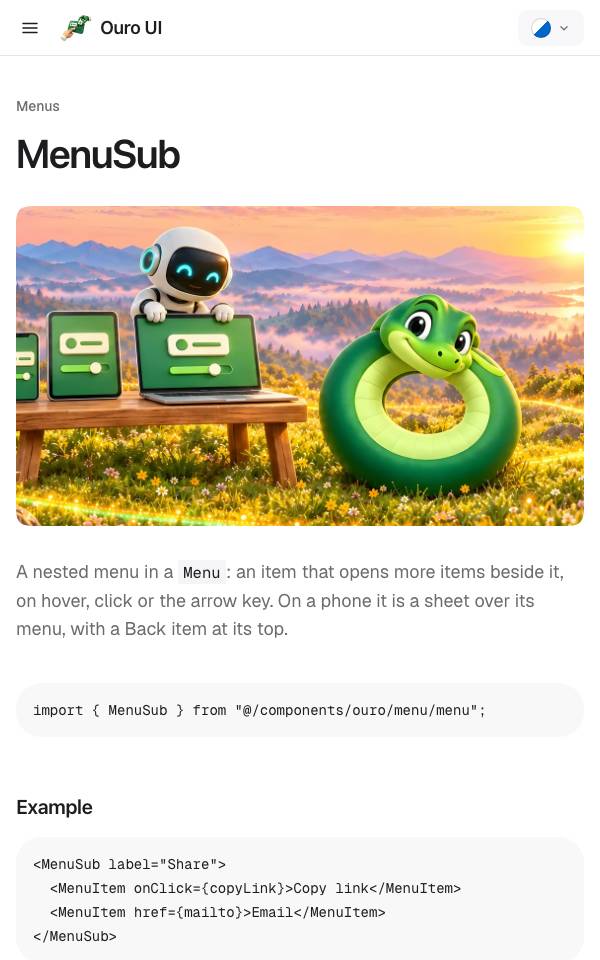 Ouro UI
Menus
MenuSub
A nested menu in a Menu: an item that opens more items beside it,
on hover, click or the arrow key. On a phone it is a sheet over its
menu, with a Back item at its top.
import { MenuSub } from "@/components/ouro/menu/menu";
Example
<MenuSub label="Share">
  <MenuItem onClick={copyLink}>Copy link</MenuItem>
  <MenuItem href={mailto}>Email</MenuItem>
</MenuSub>